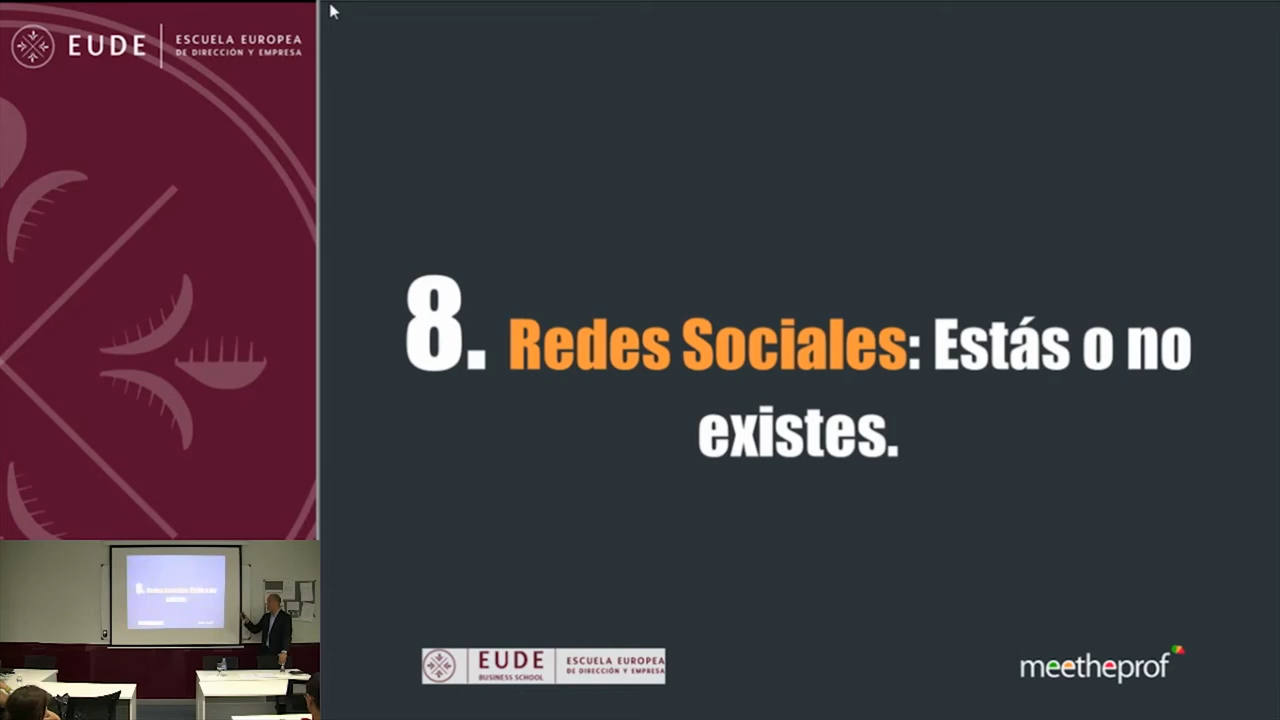 EUDE
ESCUELA EUROPEA
DE DIRECCIÓN Y EMPRESA
8. Redes Sociales: Estás o no
existes.
EUDE
BUSINESS SCHOOL
ESCUELA EUROPEA
DE DIRECCIÓN Y EMPRESA
meetheprof